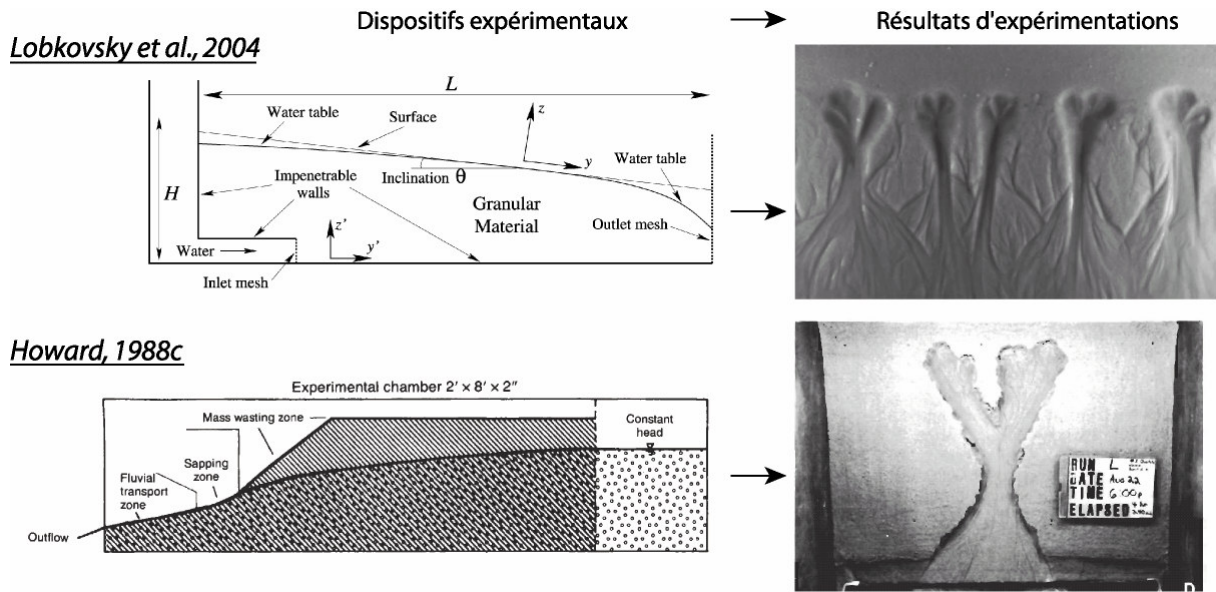 Dispositifs expérimentaux
Résultats d'expérimentations
Lobkovsky et al., 2004
L
z
Water table
Surface
y
Water table
Inclination θ
H
Impenetrable
walls
Granular
Material
Outlet mesh
z'
y'
Water
Inlet mesh
Howard, 1988c
Experimental chamber 2' × 8' × 2"
Mass wasting zone
Constant
head
Sapping
zone
Fluvial
transport
zone
Outflow
RUN L
DATE Aug 22
TIME 6:00p
ELAPSED
D